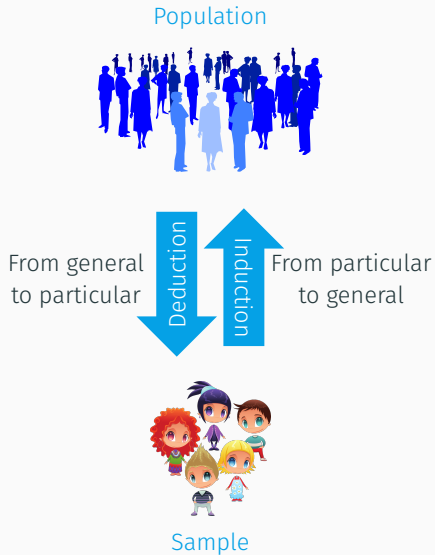 Population
From general
to particular
Deduction
Induction
From particular
to general
Sample